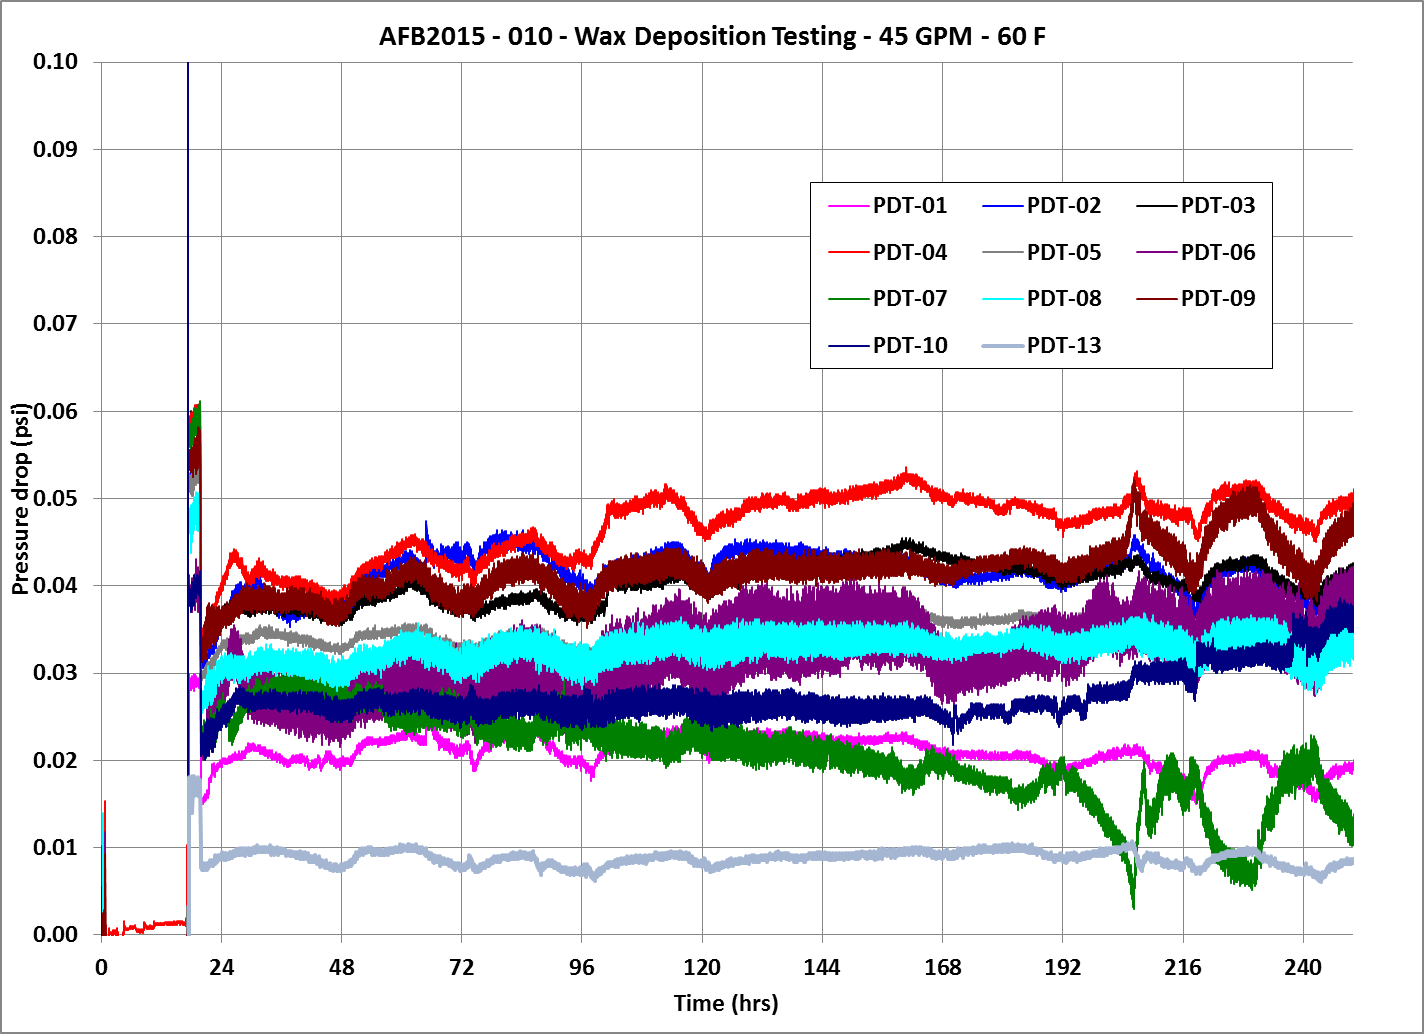 AFB2015 - 010 - Wax Deposition Testing - 45 GPM - 60 F
0.10
0.09
0.08
0.07
0.06
0.05
0.04
0.03
0.02
0.01
0.00
Pressure drop (psi)
PDT-01 PDT-02 PDT-03
PDT-04 PDT-05 PDT-06
PDT-07 PDT-08 PDT-09
PDT-10 PDT-13
0 24 48 72 96 120 144 168 192 216 240
Time (hrs)